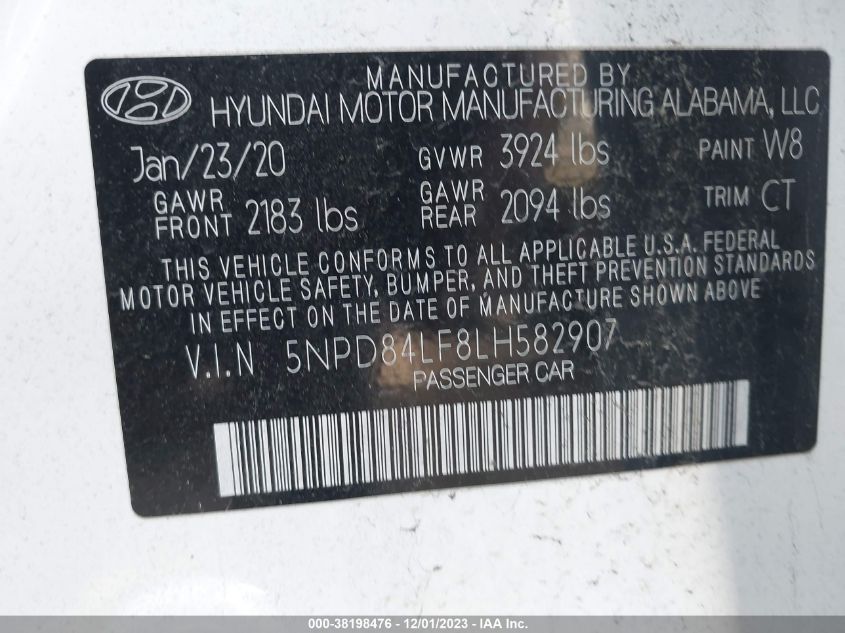 MANUFACTURED BY
HYUNDAI MOTOR MANUFACTURING ALABAMA, LLC
Jan/23/20 GVWR 3924 lbs PAINT W8
GAWR FRONT 2183 lbs GAWR REAR 2094 lbs TRIM CT
THIS VEHICLE CONFORMS TO ALL APPLICABLE U.S.A. FEDERAL
MOTOR VEHICLE SAFETY, BUMPER, AND THEFT PREVENTION STANDARDS
IN EFFECT ON THE DATE OF MANUFACTURE SHOWN ABOVE
V.I.N 5NPD84LF8LH582907
PASSENGER CAR
000-38198476 - 12/01/2023 - IAA Inc.